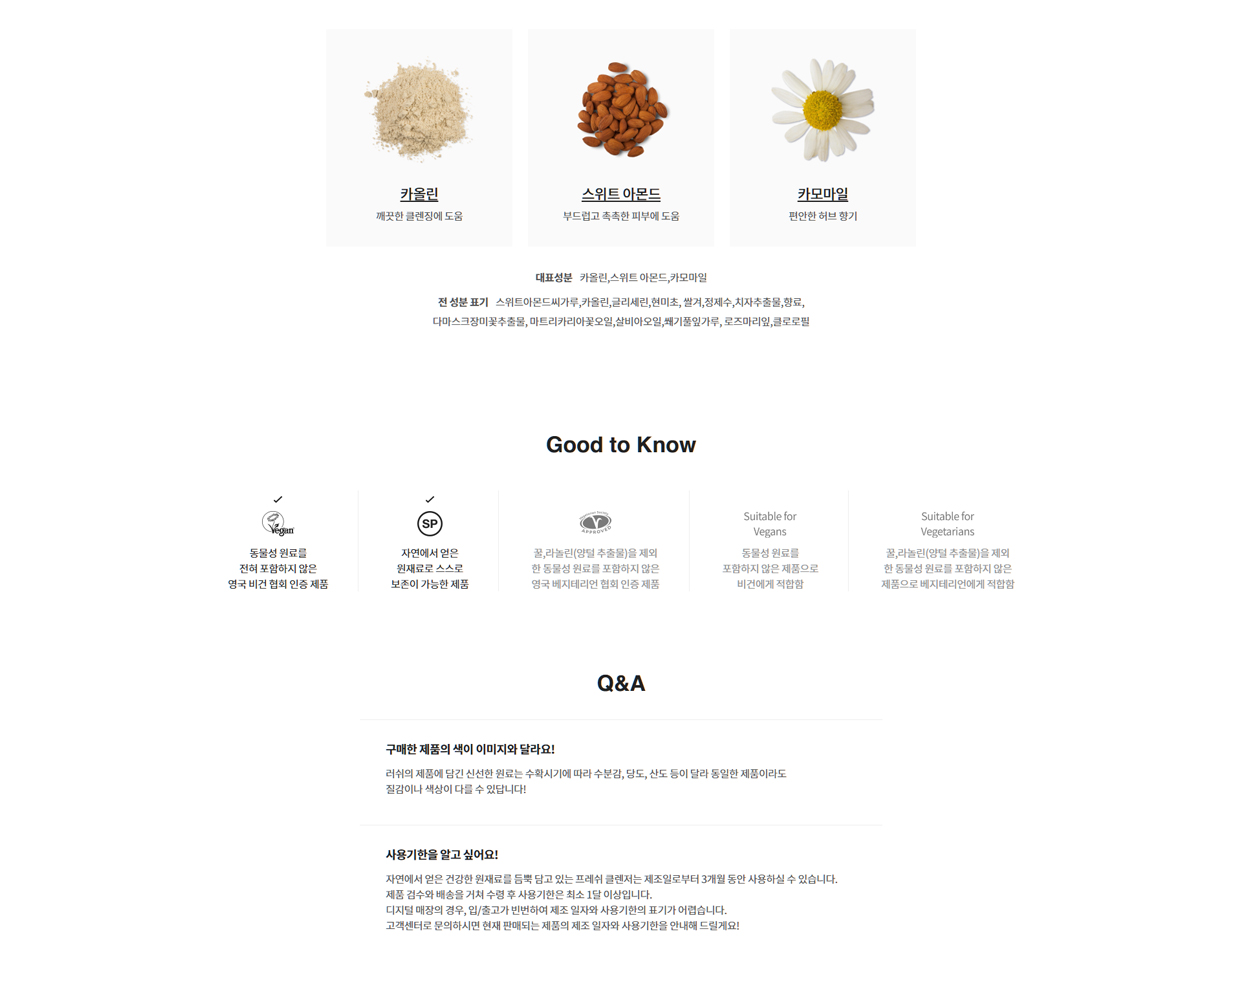 카올린
깨끗한 클렌징에 도움
스위트 아몬드
부드럽고 촉촉한 피부에 도움
카모마일
편안한 허브 향기
대표성분 카올린,스위트 아몬드,카모마일
전 성분 표기 스위트아몬드씨가루,카올린,글리세린,현미초, 쌀겨,정제수,치자추출물,향료,
다마스크장미꽃추출물, 마트리카리아꽃오일,살비아오일,쐐기풀잎가루, 로즈마리잎,클로로필
Good to Know
Vegan
동물성 원료를
전혀 포함하지 않은
영국 비건 협회 인증 제품
SP
자연에서 얻은
원재료로 스스로
보존이 가능한 제품
APPROVED
꿀,라놀린(양털 추출물)을 제외
한 동물성 원료를 포함하지 않은
영국 베지테리언 협회 인증 제품
Suitable for
Vegans
동물성 원료를
포함하지 않은 제품으로
비건에게 적합함
Suitable for
Vegetarians
꿀,라놀린(양털 추출물)을 제외
한 동물성 원료를 포함하지 않은
제품으로 베지테리언에게 적합함
Q&A
구매한 제품의 색이 이미지와 달라요!
러쉬의 제품에 담긴 신선한 원료는 수확시기에 따라 수분감, 당도, 산도 등이 달라 동일한 제품이라도
질감이나 색상이 다를 수 있답니다!
사용기한을 알고 싶어요!
자연에서 얻은 건강한 원재료를 듬뿍 담고 있는 프레쉬 클렌저는 제조일로부터 3개월 동안 사용하실 수 있습니다.
제품 검수와 배송을 거쳐 수령 후 사용기한은 최소 1달 이상입니다.
디지털 매장의 경우, 입/출고가 빈번하여 제조 일자와 사용기한의 표기가 어렵습니다.
고객센터로 문의하시면 현재 판매되는 제품의 제조 일자와 사용기한을 안내해 드릴게요!